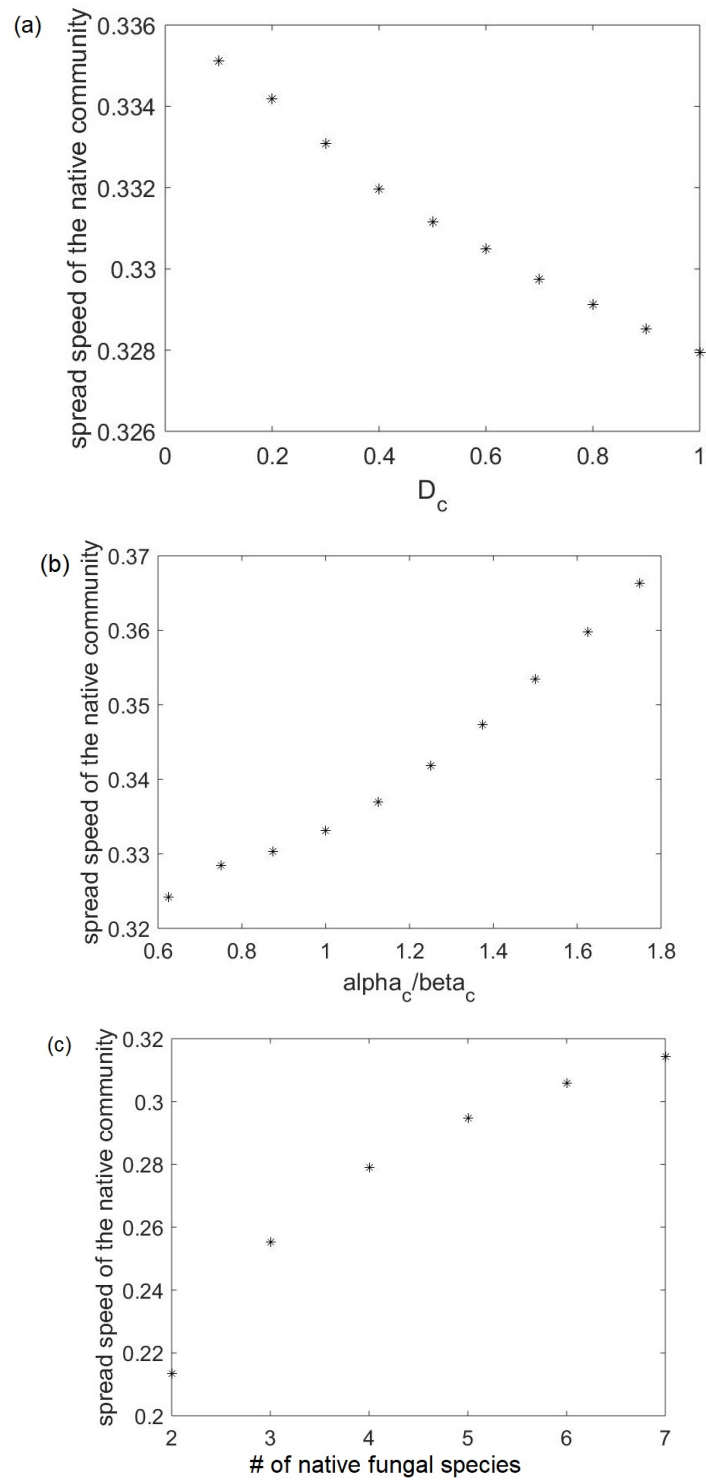 (a)
spread speed of the native community
0.336
0.334
0.332
0.33
0.328
0.326
0 0.2 0.4 0.6 0.8 1
D_c
(b)
spread speed of the native community
0.37
0.36
0.35
0.34
0.33
0.32
0.6 0.8 1 1.2 1.4 1.6 1.8
alpha_c/beta_c
(c)
spread speed of the native community
0.32
0.3
0.28
0.26
0.24
0.22
0.2
2 3 4 5 6 7
# of native fungal species